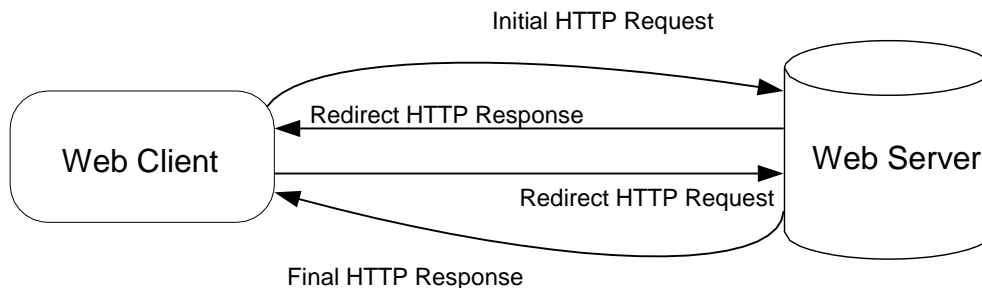 Initial HTTP Request
Redirect HTTP Response
Web Client
Web Server
Redirect HTTP Request
Final HTTP Response